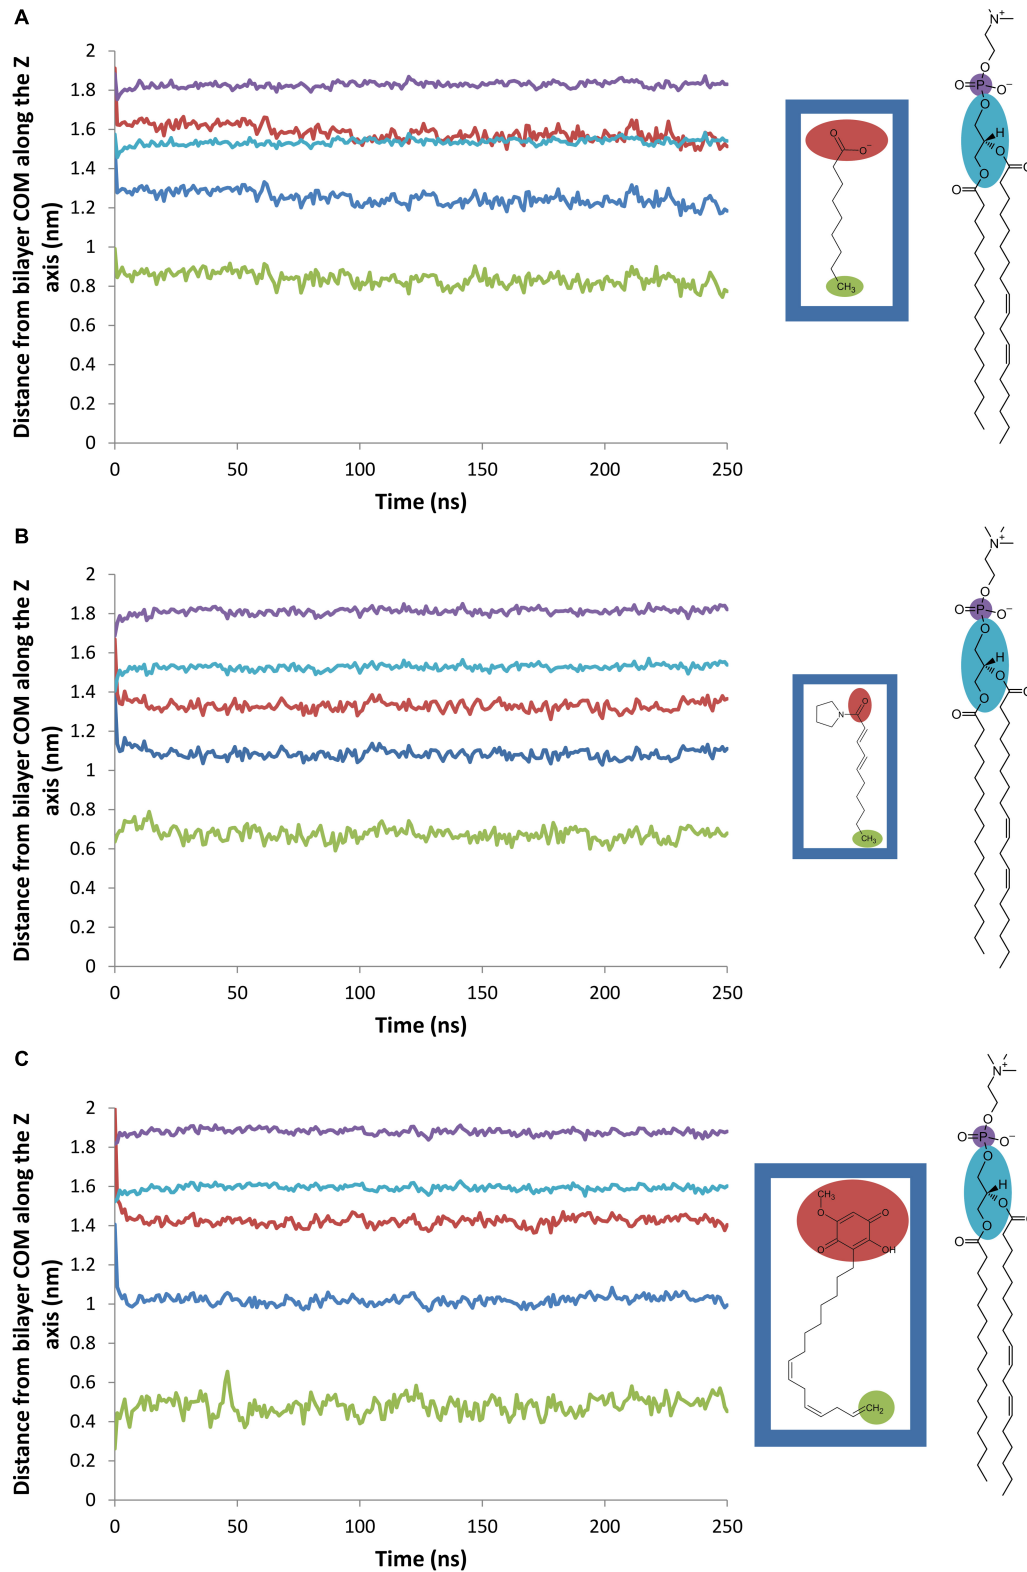 A
Distance from bilayer COM along the Z
axis (nm)
2
1.8
1.6
1.4
1.2
1
0.8
0.6
0.4
0.2
0
0 50 100 150 200 250
Time (ns)
O
O⁻
CH₃
N⁺
O
O=P-O⁻
O
H
O
O
O
O
B
Distance from bilayer COM along the Z
axis (nm)
2
1.8
1.6
1.4
1.2
1
0.8
0.6
0.4
0.2
0
0 50 100 150 200 250
Time (ns)
O
N
CH₃
N⁺
O
O=P-O⁻
O
H
O
O
O
O
C
Distance from bilayer COM along the Z
axis (nm)
2
1.8
1.6
1.4
1.2
1
0.8
0.6
0.4
0.2
0
0 50 100 150 200 250
Time (ns)
CH₃
O
O
O
OH
CH₂
N⁺
O
O=P-O⁻
O
H
O
O
O
O